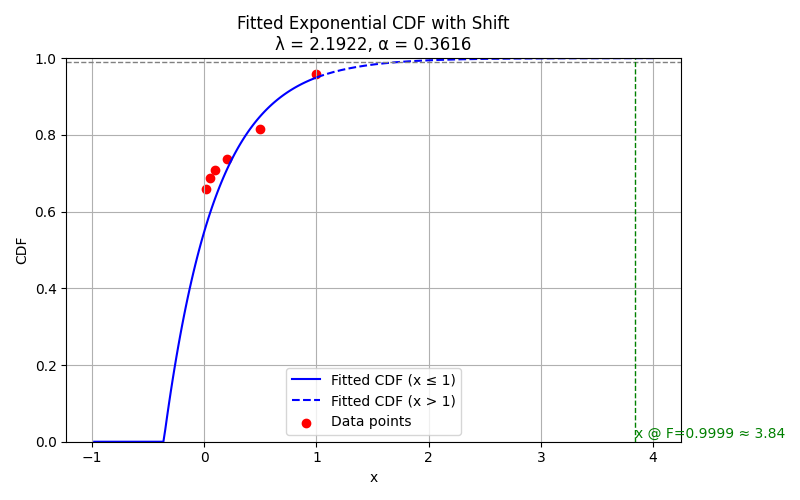 Fitted Exponential CDF with Shift
λ = 2.1922, α = 0.3616
1.0
0.8
0.6
0.4
0.2
0.0
CDF
Fitted CDF (x ≤ 1)
Fitted CDF (x > 1)
Data points
x @ F=0.9999 ≈ 3.84
−1 0 1 2 3 4
x